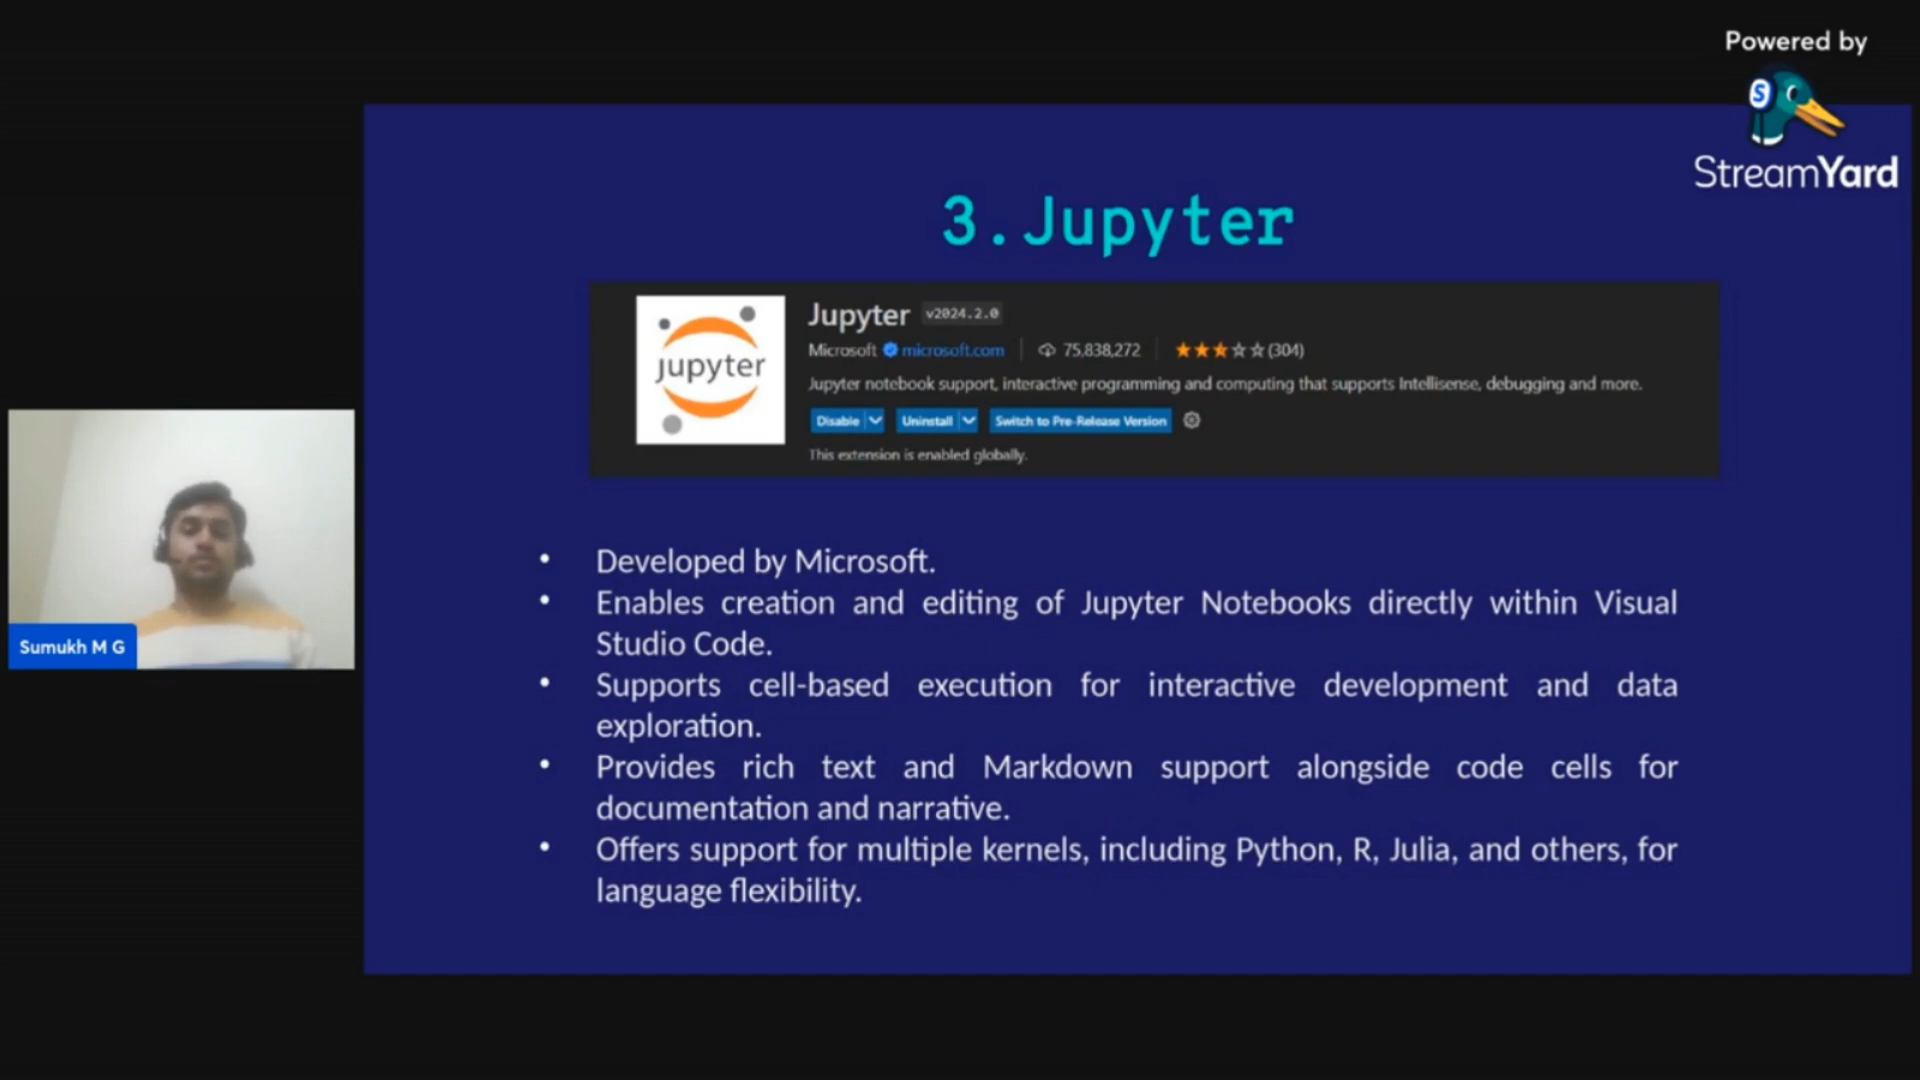 Powered by
S
StreamYard
3.Jupyter
jupyter
Jupyter v2024.2.0
Microsoft microsoft.com 75,838,272 (304)
Jupyter notebook support, interactive programming and computing that supports Intellisense, debugging and more.
Disable Uninstall Switch to Pre-Release Version
This extension is enabled globally.
• Developed by Microsoft.
• Enables creation and editing of Jupyter Notebooks directly within Visual
Studio Code.
• Supports cell-based execution for interactive development and data
exploration.
• Provides rich text and Markdown support alongside code cells for
documentation and narrative.
• Offers support for multiple kernels, including Python, R, Julia, and others, for
language flexibility.
Sumukh M G